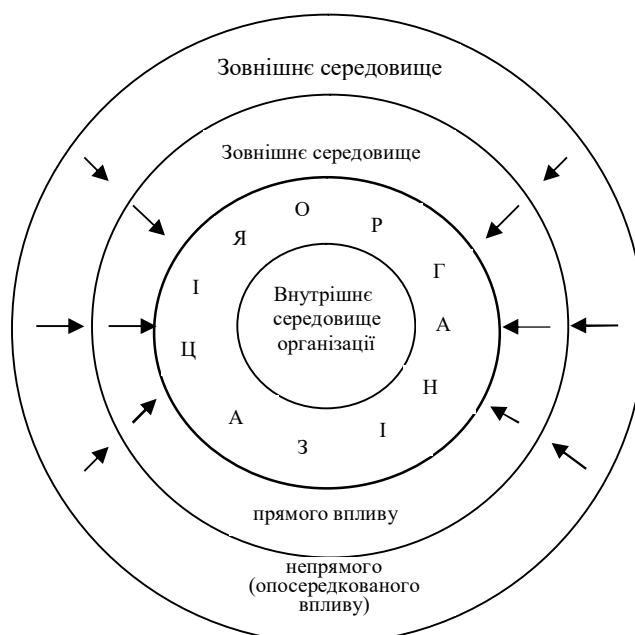 Зовнішнє середовище
Зовнішнє середовище
О Р Г А Н І З А Ц І Я
Внутрішнє
середовище
організації
прямого впливу
непрямого
(опосередкованого
впливу)